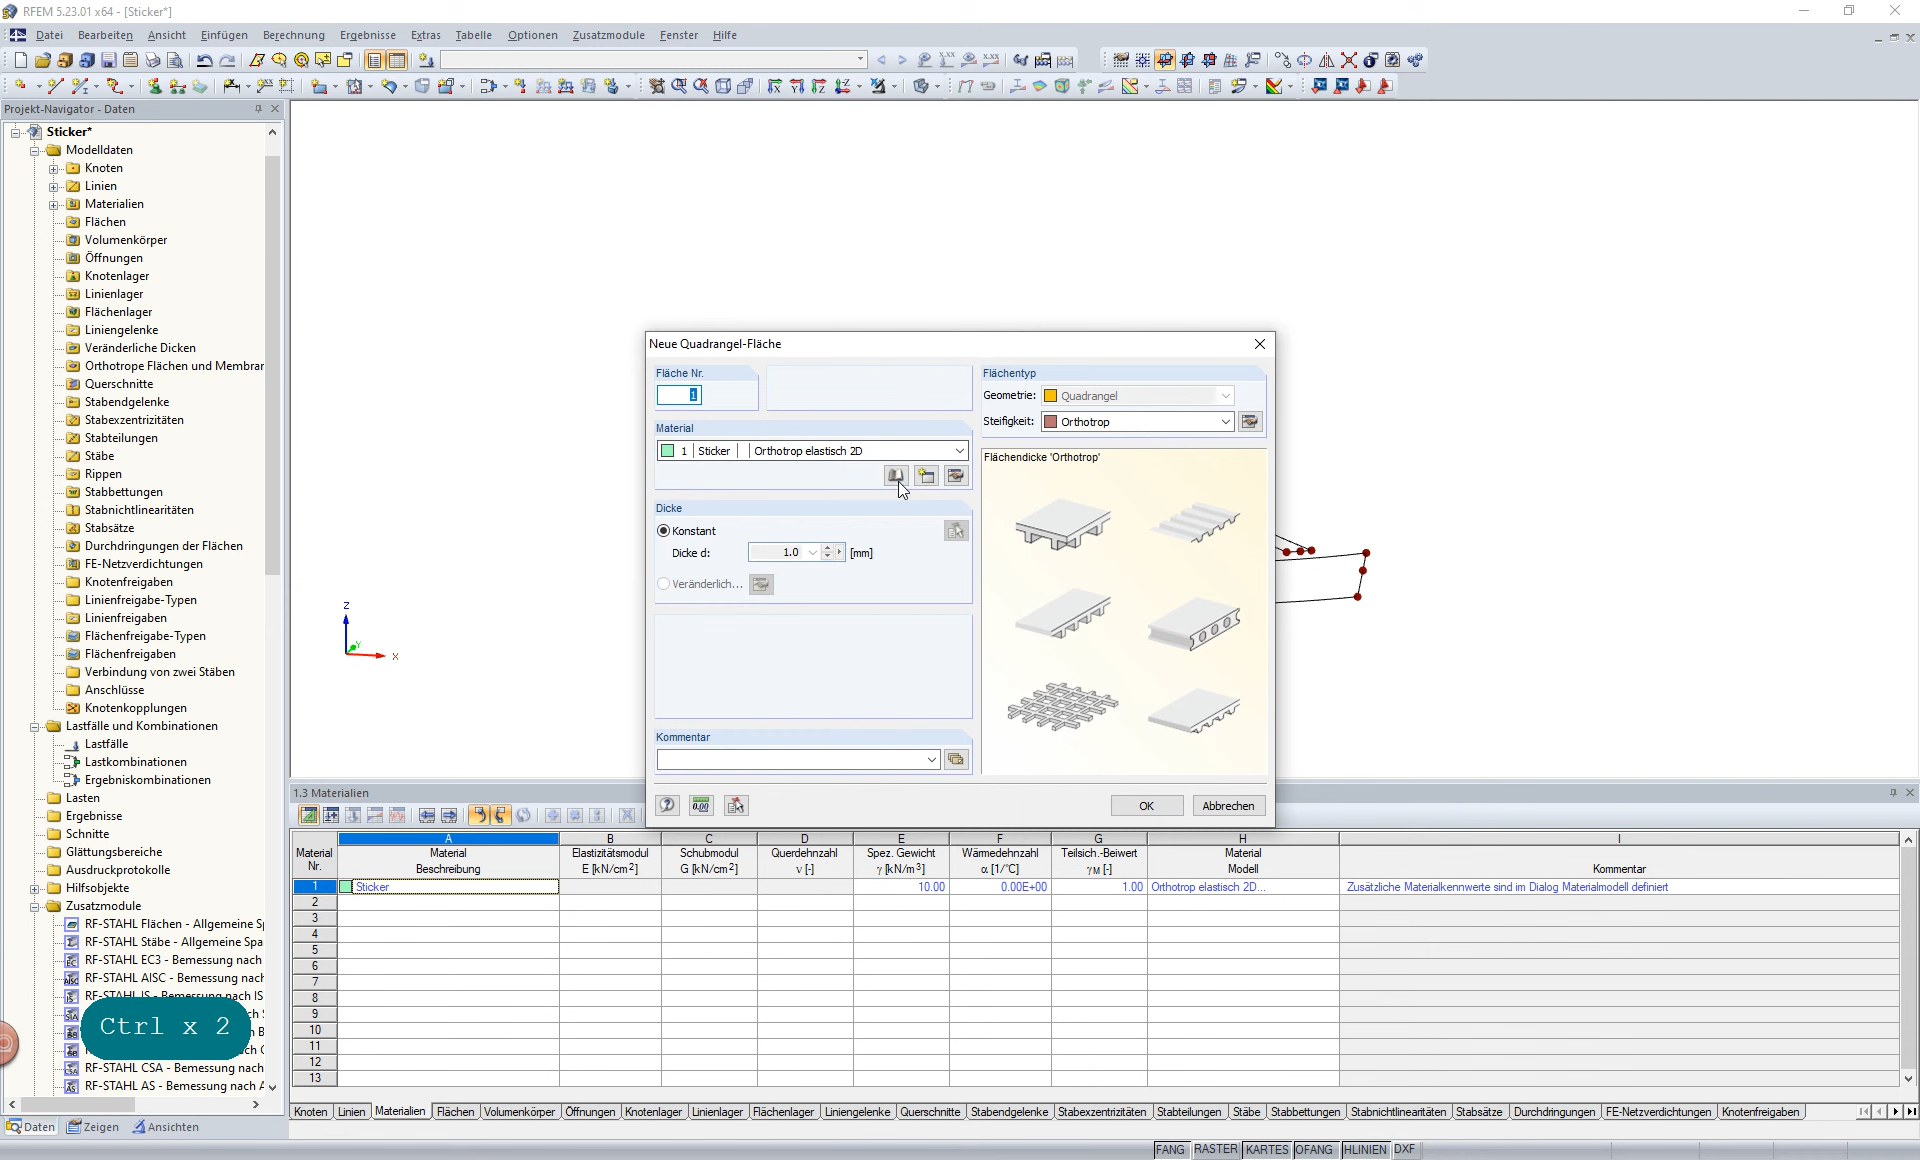 RFEM 5.23.01 x64 - [Sticker*]
Datei Bearbeiten Ansicht Einfügen Berechnung Ergebnisse Extras Tabelle Optionen Zusatzmodule Fenster Hilfe
Projekt-Navigator - Daten
Sticker*
Modelldaten
Knoten
Linien
Materialien
Flächen
Volumenkörper
Öffnungen
Knotenlager
Linienlager
Flächenlager
Liniengelenke
Veränderliche Dicken
Orthotrope Flächen und Membrar
Querschnitte
Stabendgelenke
Stabexzentrizitäten
Stabteilungen
Stäbe
Rippen
Stabbettungen
Stabnichtlinearitäten
Stabsätze
Durchdringungen der Flächen
FE-Netzverdichtungen
Knotenfreigaben
Linienfreigabe-Typen
Linienfreigaben
Flächenfreigabe-Typen
Flächenfreigaben
Verbindung von zwei Stäben
Anschlüsse
Knotenkopplungen
Lastfälle und Kombinationen
Lastfälle
Lastkombinationen
Ergebniskombinationen
Lasten
Ergebnisse
Schnitte
Glättungsbereiche
Ausdruckprotokolle
Hilfsobjekte
Zusatzmodule
RF-STAHL Flächen - Allgemeine S
RF-STAHL Stäbe - Allgemeine Spa
RF-STAHL EC3 - Bemessung nach
RF-STAHL AISC - Bemessung nach
RF-STAHL IS - Bemessung nach IS
RF-STAHL CSA - Bemessung nach
RF-STAHL AS - Bemessung nach A
Ctrl x 2
Daten Zeigen Ansichten
Z
Y
X
Neue Quadrangel-Fläche
Fläche Nr.
1
Material
1 Sticker Orthotrop elastisch 2D
Dicke
Konstant
Dicke d: 1.0 [mm]
Veränderlich...
Kommentar
Flächentyp
Geometrie: Quadrangel
Steifigkeit: Orthotrop
Flächendicke 'Orthotrop'
OK Abbrechen
1.3 Materialien
A B C D E F G H I
Material Material Elastizitätsmodul Schubmodul Querdehnzahl Spez. Gewicht Wärmedehnzahl Teilsich.-Beiwert Material
Nr. Beschreibung E [kN/cm²] G [kN/cm²] ν [-] γ [kN/m³] α [1/°C] γM [-] Modell Kommentar
1 Sticker 10.00 0.00E+00 1.00 Orthotrop elastisch 2D... Zusätzliche Materialkennwerte sind im Dialog Materialmodell definiert
2
3
4
5
6
7
8
9
10
11
12
13
Knoten Linien Materialien Flächen Volumenkörper Öffnungen Knotenlager Linienlager Flächenlager Liniengelenke Querschnitte Stabendgelenke Stabexzentrizitäten Stabteilungen Stäbe Stabbettungen Stabnichtlinearitäten Stabsätze Durchdringungen FE-Netzverdichtungen Knotenfreigaben
FANG RASTER KARTES OFANG HLINIEN DXF